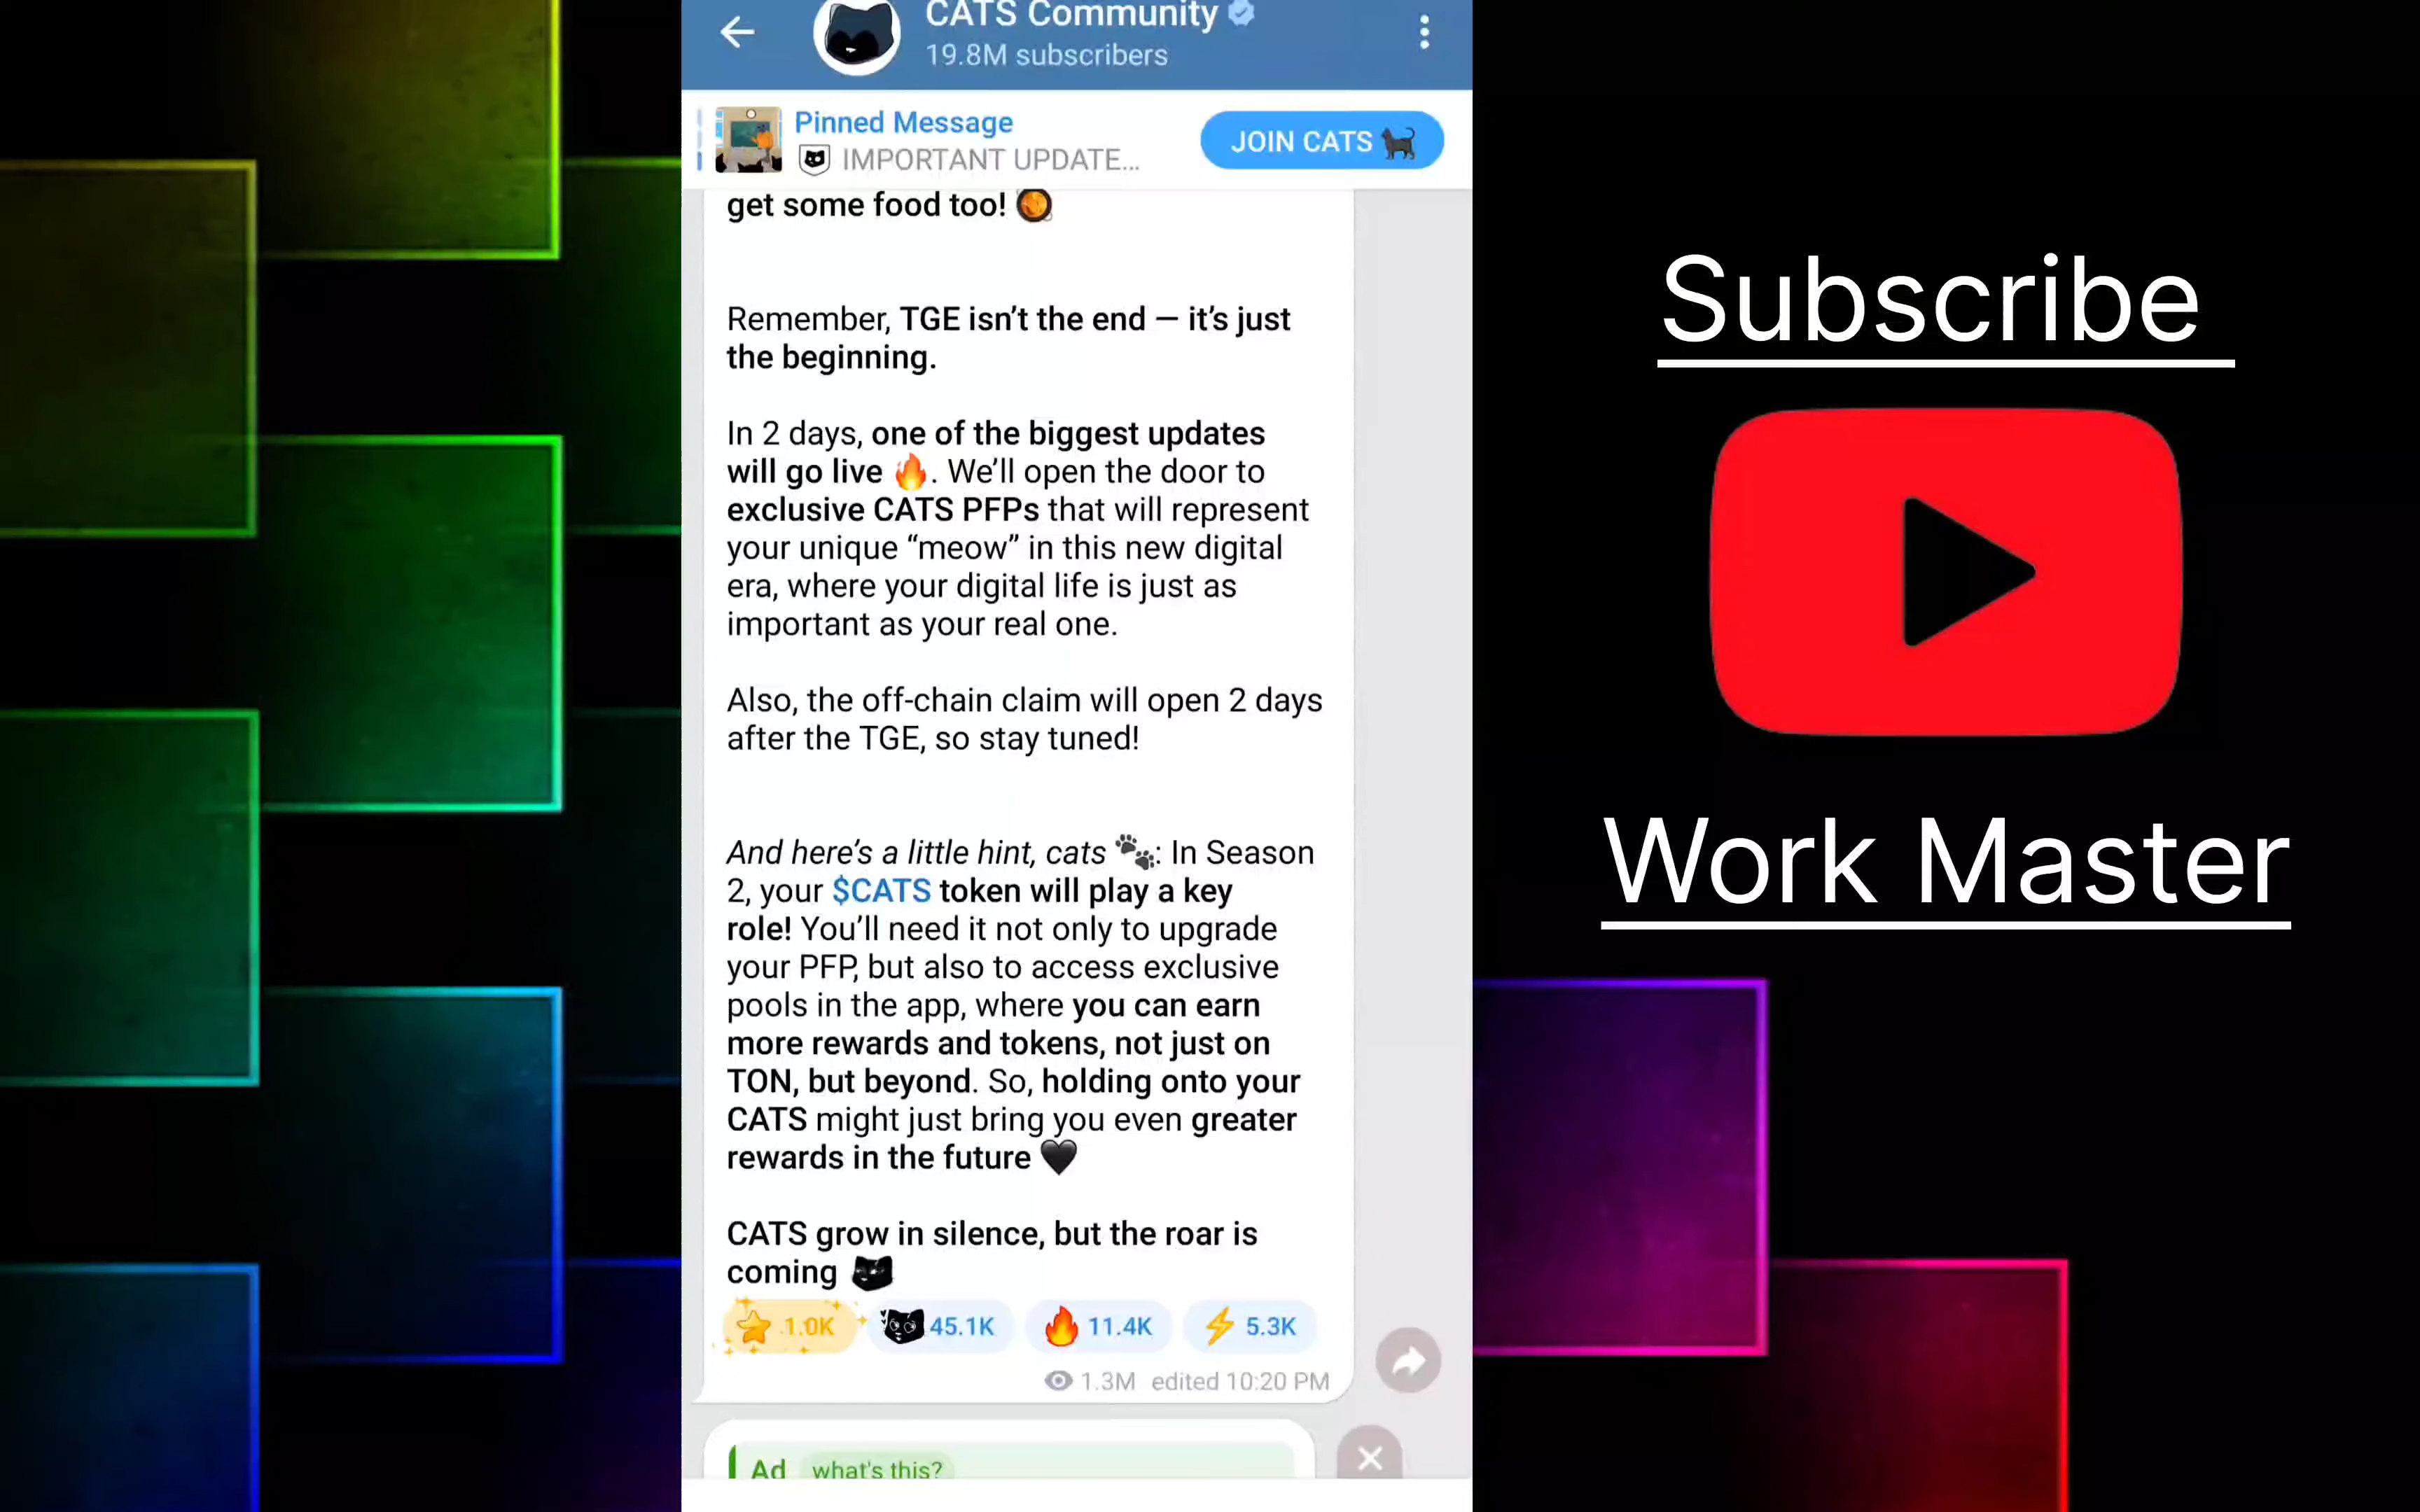 CATS Community
19.8M subscribers
Pinned Message
IMPORTANT UPDATE...
JOIN CATS
get some food too!
Remember, TGE isn't the end — it's just
the beginning.
In 2 days, one of the biggest updates
will go live 🔥. We'll open the door to
exclusive CATS PFPs that will represent
your unique “meow” in this new digital
era, where your digital life is just as
important as your real one.
Also, the off-chain claim will open 2 days
after the TGE, so stay tuned!
And here's a little hint, cats 🐾: In Season
2, your $CATS token will play a key
role! You'll need it not only to upgrade
your PFP, but also to access exclusive
pools in the app, where you can earn
more rewards and tokens, not just on
TON, but beyond. So, holding onto your
CATS might just bring you even greater
rewards in the future 🖤
CATS grow in silence, but the roar is
coming
1.0K 45.1K 11.4K 5.3K
1.3M edited 10:20 PM
Ad what's this?
Subscribe
Work Master